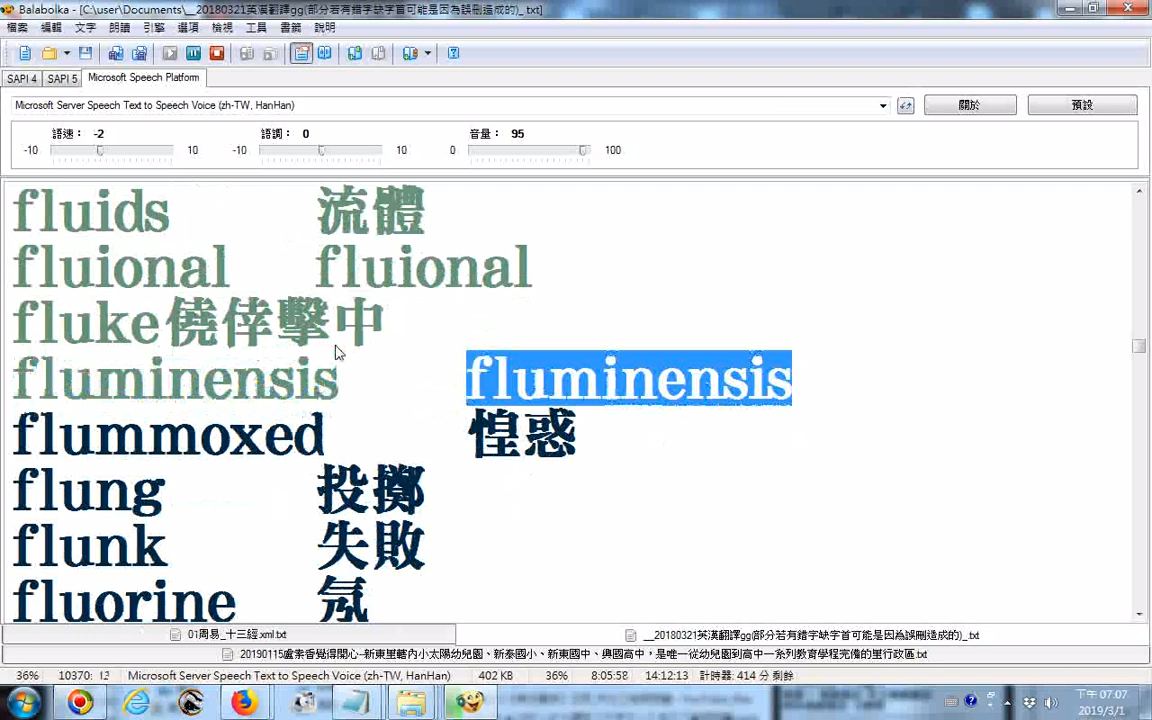 Balabolka - [C:\user\Documents\__20180321英漢翻譯gg(部分若有錯字缺字首可能是因為誤刪造成的)_.txt]
檔案 編輯 文字 朗讀 引擎 選項 檢視 工具 書籤 說明
SAPI 4 SAPI 5 Microsoft Speech Platform
Microsoft Server Speech Text to Speech Voice (zh-TW, HanHan) 關於 預設
語速： -2 語調： 0 音量： 95
-10 10 -10 10 0 100
fluids 流體
fluional fluional
fluke僥倖擊中
fluminensis fluminensis
flummoxed 惶惑
flung 投擲
flunk 失敗
fluorine 氖
01周易_十三經.xml.txt __20180321英漢翻譯gg(部分若有錯字缺字首可能是因為誤刪造成的)_.txt
20190115盧素香覺得開心-新東里轄內小太陽幼兒園、新泰國小、新東國中、興國高中，是唯一從幼兒園到高中一系列教育學程完備的里行政區.txt
36% 10370: 13 Microsoft Server Speech Text to Speech Voice (zh-TW, HanHan) 402 KB 36% 8:05:58 14:12:13 計時器: 414 分 剩餘
下午 07:07
2019/3/1